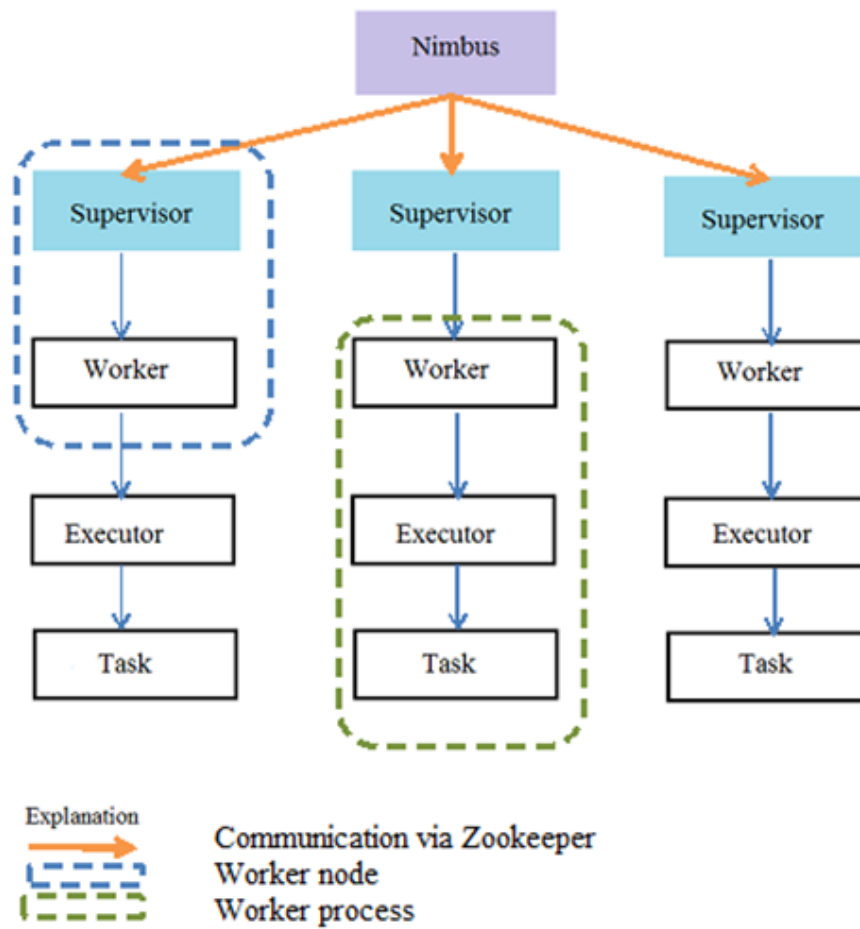 Nimbus
Supervisor
Supervisor
Supervisor
Worker
Worker
Worker
Executor
Executor
Executor
Task
Task
Task
Explanation
Communication via Zookeeper
Worker node
Worker process